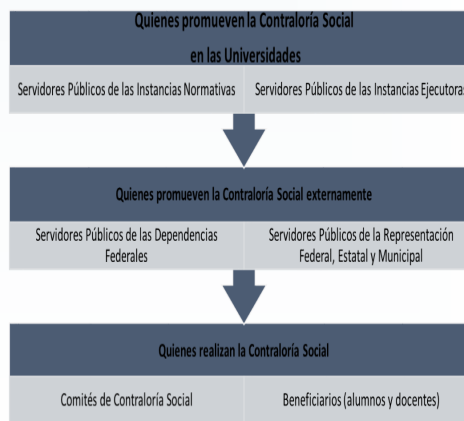 Quienes promueven la Contraloría Social
en las Universidades
Servidores Públicos de las Instancias Normativas
Servidores Públicos de las Instancias Ejecutoras
Quienes promueven la Contraloría Social externamente
Servidores Públicos de las Dependencias
Federales
Servidores Públicos de la Representación
Federal, Estatal y Municipal
Quienes realizan la Contraloría Social
Comités de Contraloría Social
Beneficiarios (alumnos y docentes)